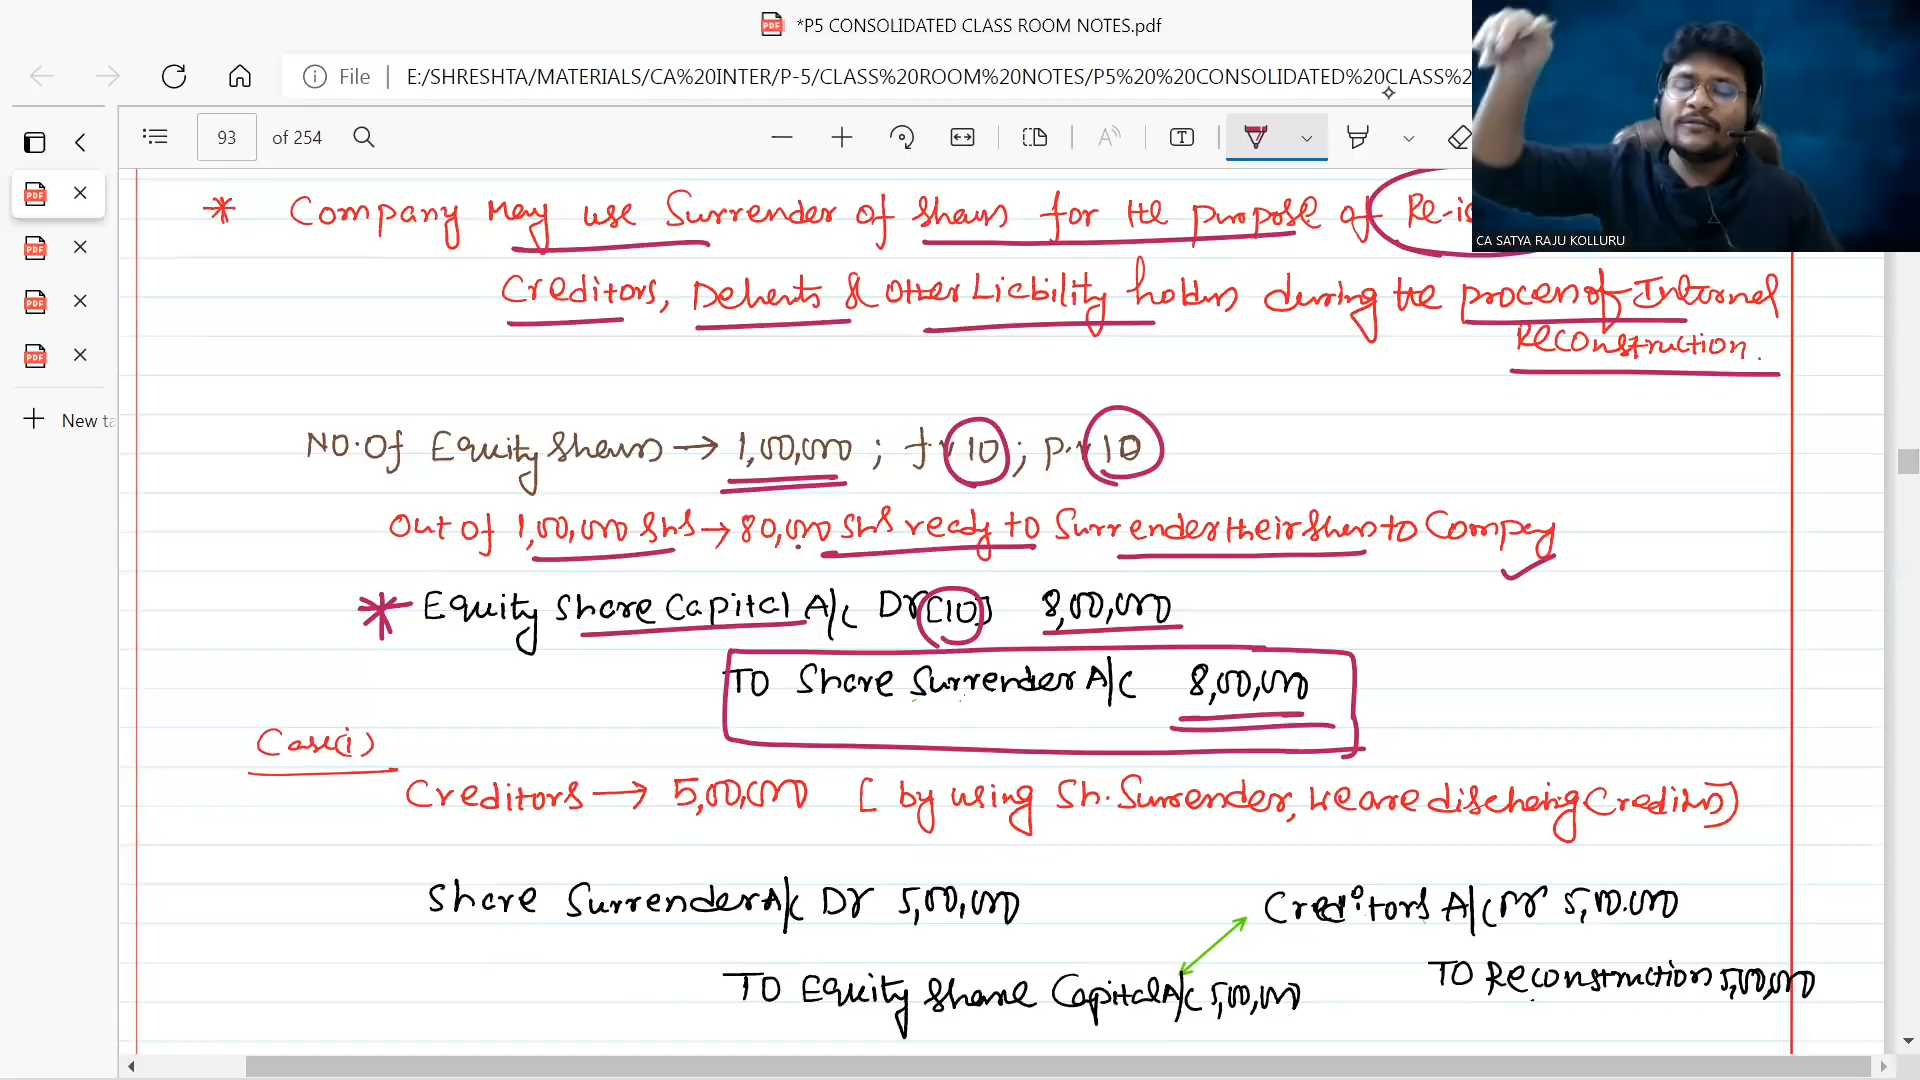 *P5 CONSOLIDATED CLASS ROOM NOTES.pdf
File E:/SHRESHTA/MATERIALS/CA%20INTER/P-5/CLASS%20ROOM%20NOTES/P5%20%20CONSOLIDATED%20CLASS%2
93 of 254
CA SATYA RAJU KOLLURU
New ta
* Company May use Surrender of Shares for the purpose of Re-is
Creditors, Debents & Other Liability holders during the process of Internal
Reconstruction.
No. Of Equity Shares → 1,00,000 ; f.v 10 ; p.v 10
Out of 1,00,000 Shs → 80,000 Shs ready to Surrender their Shares to Company
* Equity Share Capital A/c Dr [10] 8,00,000
TO Share Surrender A/c 8,00,000
Case(i)
Creditors → 5,00,000 [ by using Sh. Surrender, we are discharging Creditors]
Share Surrender A/c Dr 5,00,000
Creditors A/c Dr 5,00,000
TO Equity Share Capital A/c 5,00,000
TO Reconstruction 5,00,000